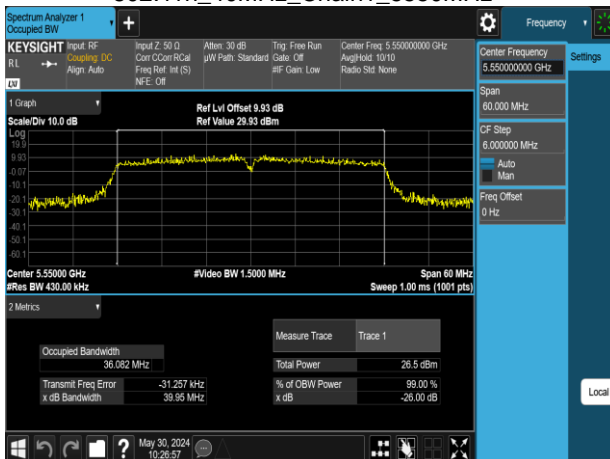 Spectrum Analyzer 1
Occupied BW
Frequency
KEYSIGHT
RL
LXI
Input: RF
Coupling: DC
Align: Auto
Input Z: 50 Ω
Corr CCorr RCal
Freq Ref: Int (S)
NFE: Off
Atten: 30 dB
µW Path: Standard
Trig: Free Run
Gate: Off
#IF Gain: Low
Center Freq: 5.550000000 GHz
Avg|Hold: 10/10
Radio Std: None
Center Frequency
5.550000000 GHz
Settings
Span
60.000 MHz
CF Step
6.000000 MHz
Auto
Man
Freq Offset
0 Hz
Local
1 Graph
Scale/Div 10.0 dB
Ref Lvl Offset 9.93 dB
Ref Value 29.93 dBm
Log
19.9
9.93
-0.07
-10.1
-20.1
-30.1
-40.1
-50.1
-60.1
Center 5.55000 GHz
#Video BW 1.5000 MHz
Span 60 MHz
#Res BW 430.00 kHz
Sweep 1.00 ms (1001 pts)
2 Metrics
Measure Trace Trace 1
Occupied Bandwidth
36.082 MHz
Total Power 26.5 dBm
Transmit Freq Error -31.257 kHz
% of OBW Power 99.00 %
x dB Bandwidth 39.95 MHz
x dB -26.00 dB
?
May 30, 2024
10:26:57